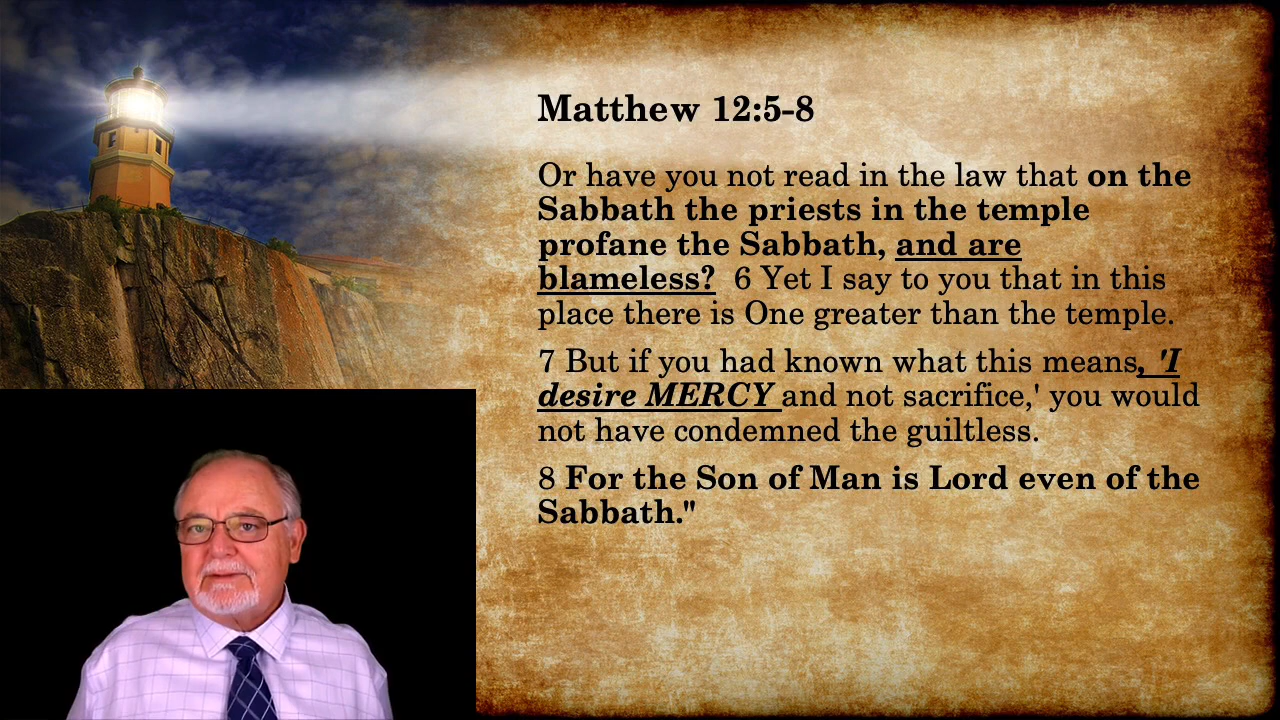 Matthew 12:5-8
Or have you not read in the law that on the
Sabbath the priests in the temple
profane the Sabbath, and are
blameless?  6 Yet I say to you that in this
place there is One greater than the temple.
7 But if you had known what this means, 'I
desire MERCY and not sacrifice,' you would
not have condemned the guiltless.
8 For the Son of Man is Lord even of the
Sabbath."